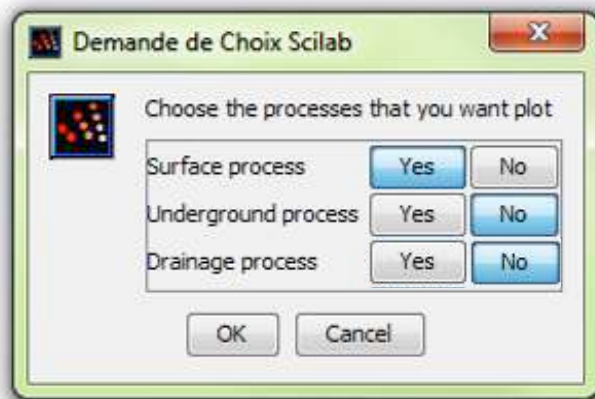 Demande de Choix Scilab
Choose the processes that you want plot
Surface process Yes No
Underground process Yes No
Drainage process Yes No
OK Cancel